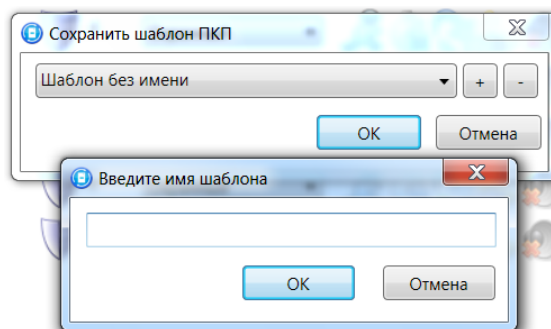 Сохранить шаблон ПКП
Шаблон без имени
+ -
OK Отмена
Введите имя шаблона
OK Отмена